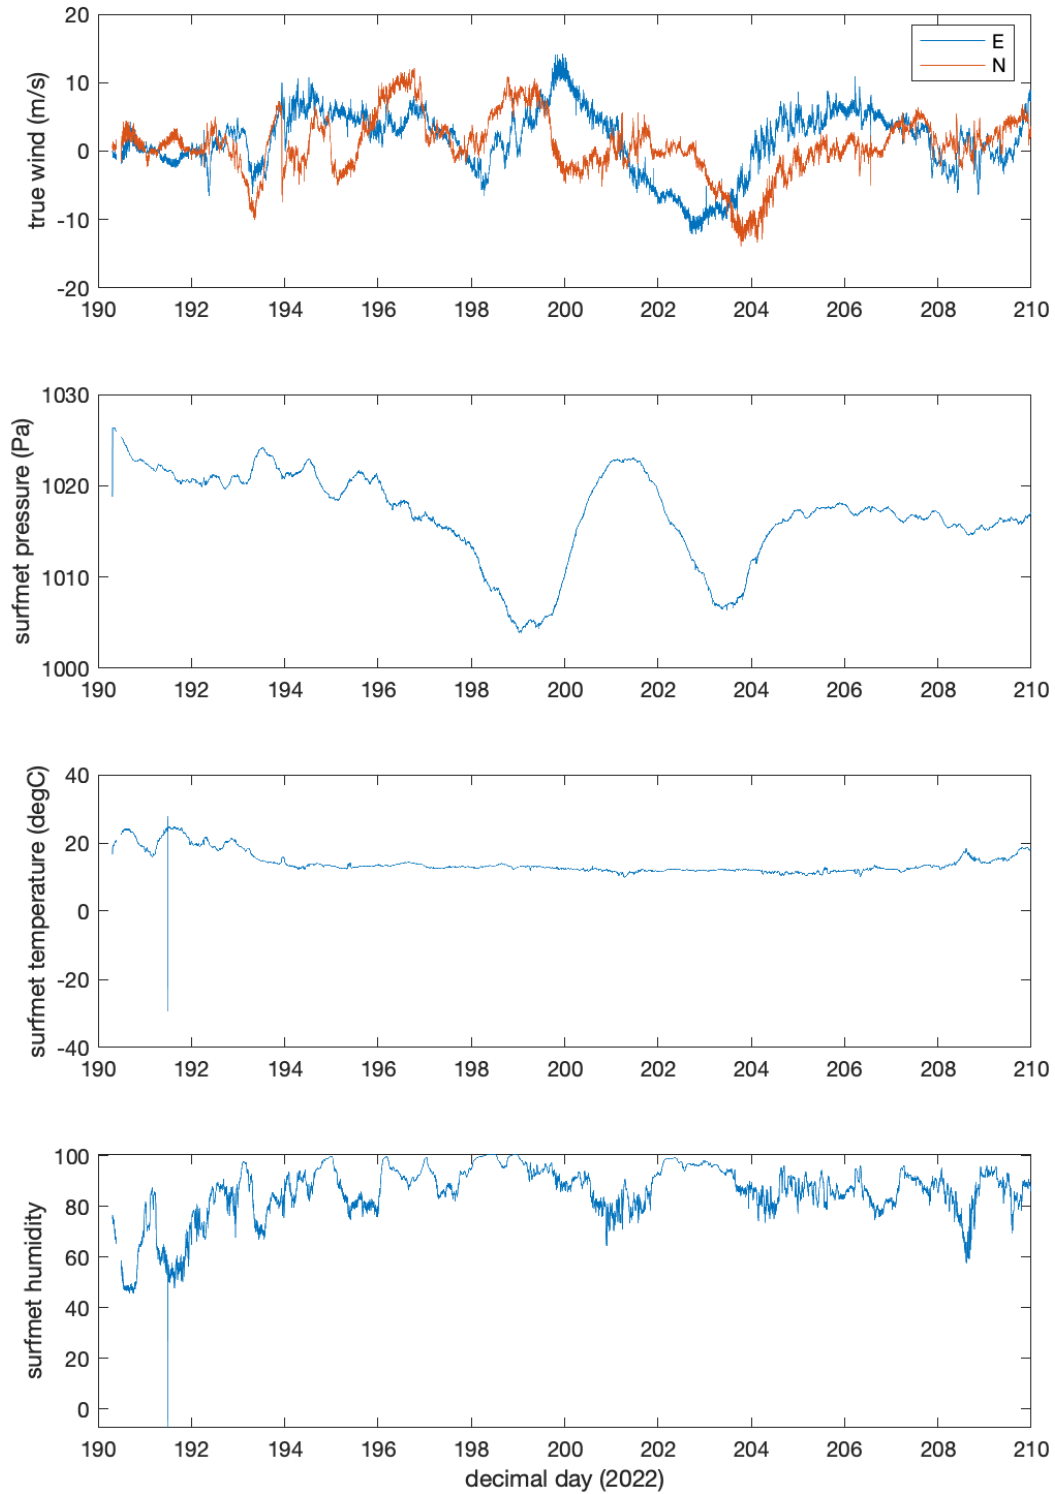 true wind (m/s)
20
10
0
-10
-20
E
N
190 192 194 196 198 200 202 204 206 208 210
surfmet pressure (Pa)
1030
1020
1010
1000
190 192 194 196 198 200 202 204 206 208 210
surfmet temperature (degC)
40
20
0
-20
-40
190 192 194 196 198 200 202 204 206 208 210
surfmet humidity
100
80
60
40
20
0
190 192 194 196 198 200 202 204 206 208 210
decimal day (2022)